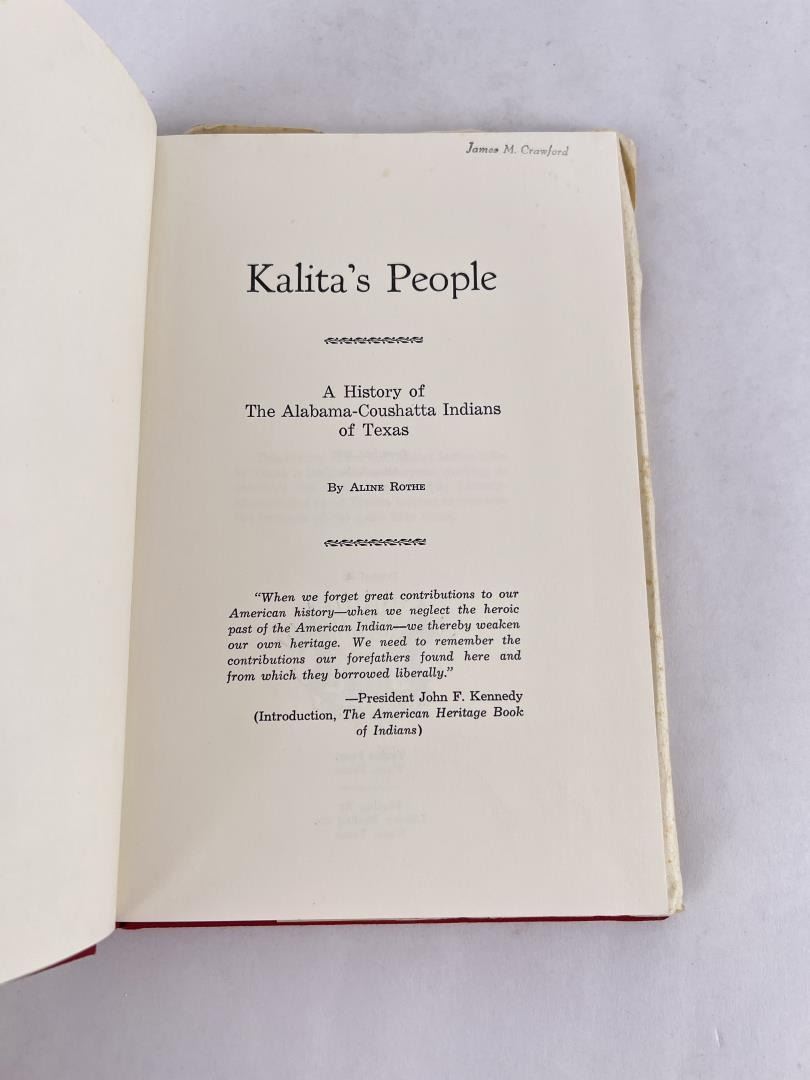 James M. Crawford
Kalita's People
A History of
The Alabama-Coushatta Indians
of Texas
By Aline Rothe
“When we forget great contributions to our
American history—when we neglect the heroic
past of the American Indian—we thereby weaken
our own heritage. We need to remember the
contributions our forefathers found here and
from which they borrowed liberally.”
—President John F. Kennedy
(Introduction, The American Heritage Book
of Indians)